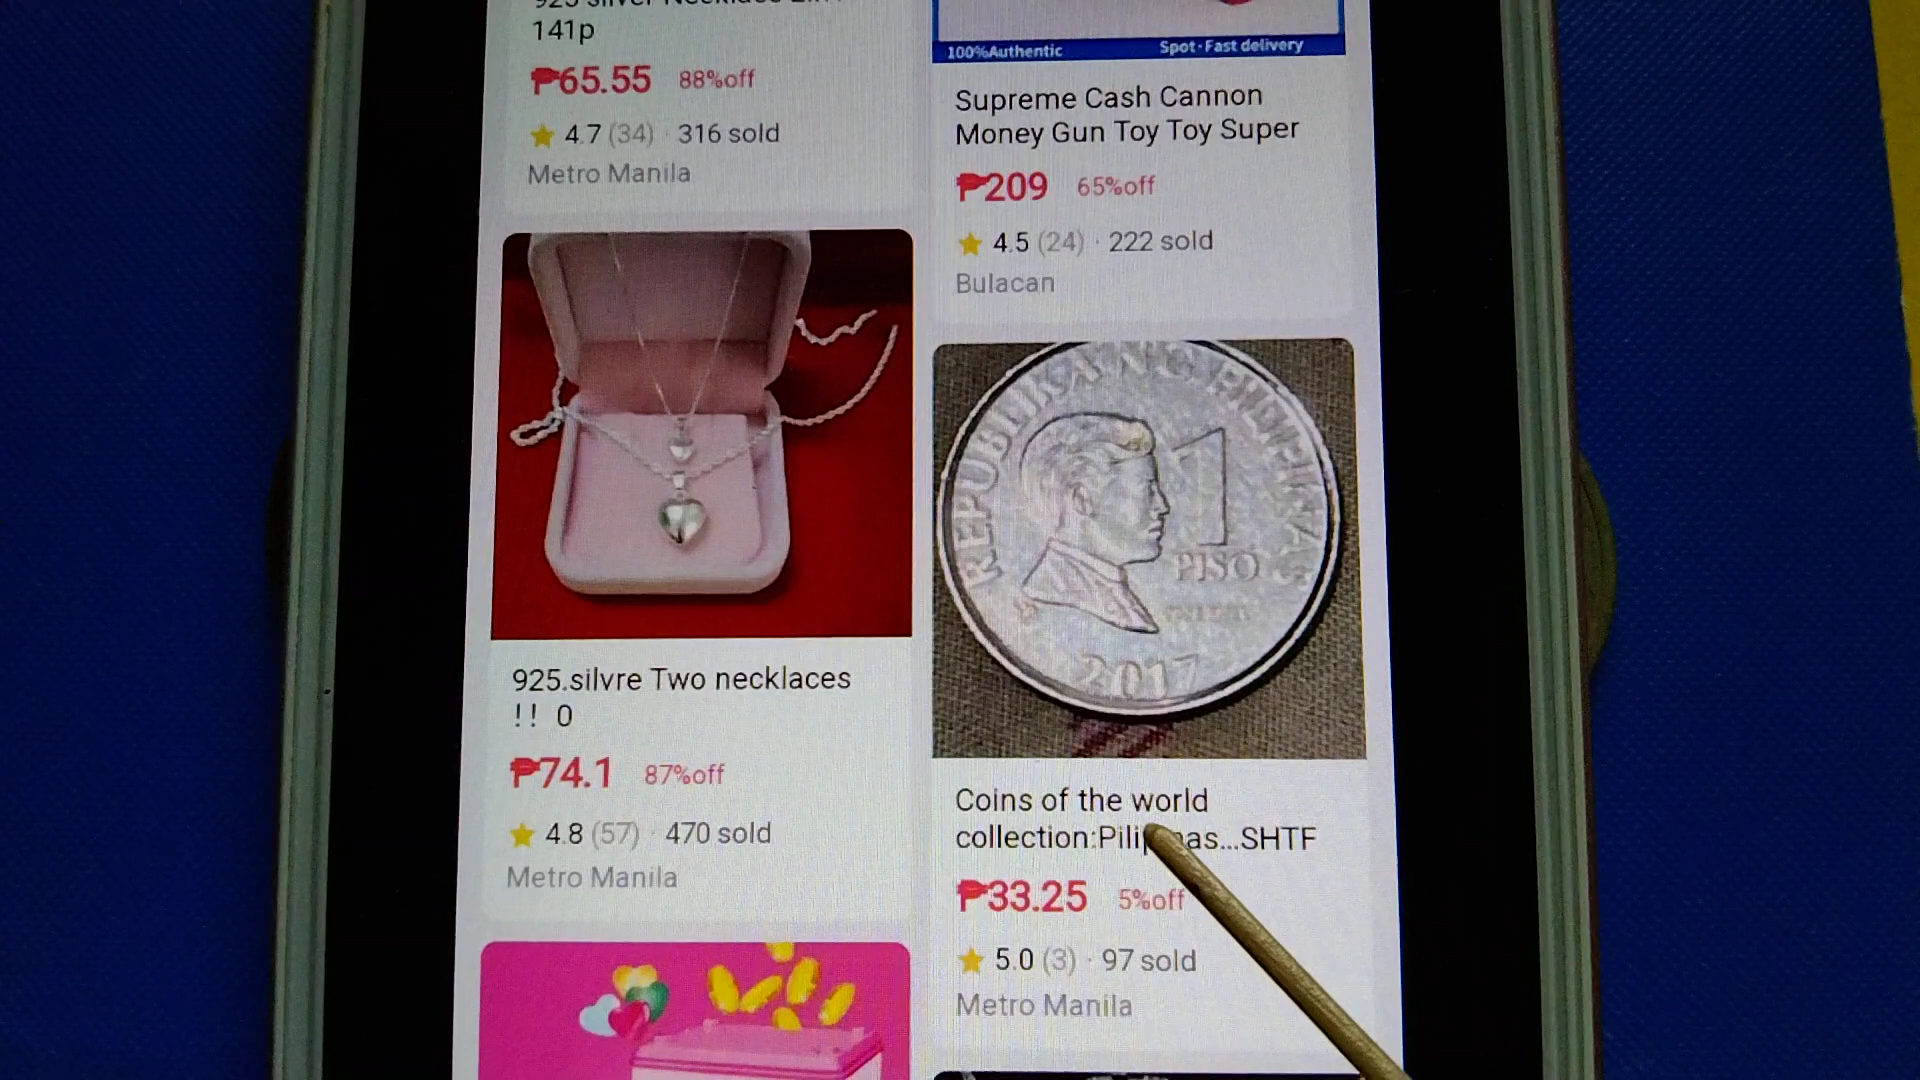 141p
₱65.55 88%off
4.7 (34) · 316 sold
Metro Manila
925.silvre Two necklaces
!! 0
₱74.1 87%off
4.8 (57) · 470 sold
Metro Manila
100%Authentic Spot·Fast delivery
Supreme Cash Cannon
Money Gun Toy Toy Super
₱209 65%off
4.5 (24) · 222 sold
Bulacan
REPUBLIKA NG PILIPINAS
1
PISO
2017
Coins of the world
collection:Pilipinas...SHTF
₱33.25 5%off
5.0 (3) · 97 sold
Metro Manila